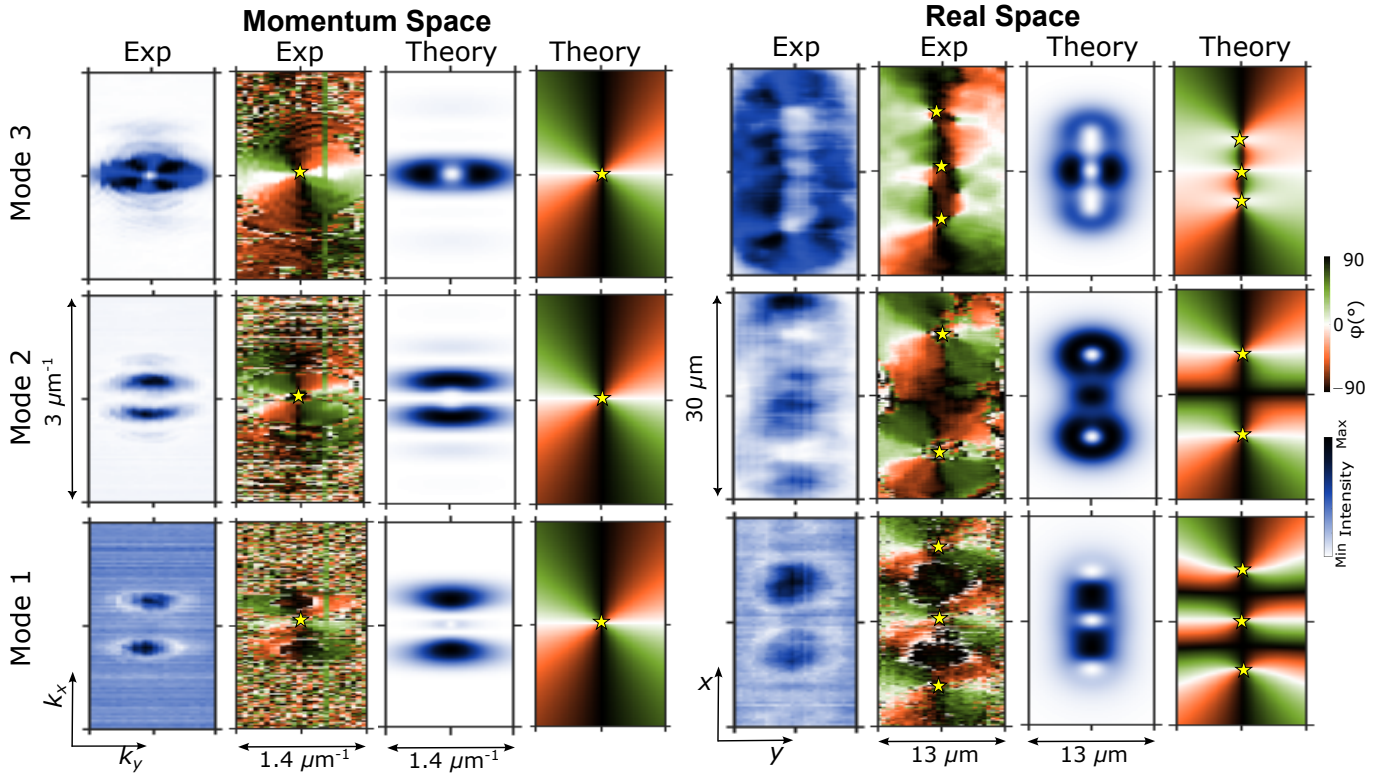 Momentum Space
Real Space
Exp Exp Theory Theory
Exp Exp Theory Theory
Mode 3
Mode 2
Mode 1
3 μm⁻¹
30 μm
90
0
−90
φ(°)
Max
Intensity
Min
kₓ
k_y
1.4 μm⁻¹
1.4 μm⁻¹
x
y
13 μm
13 μm